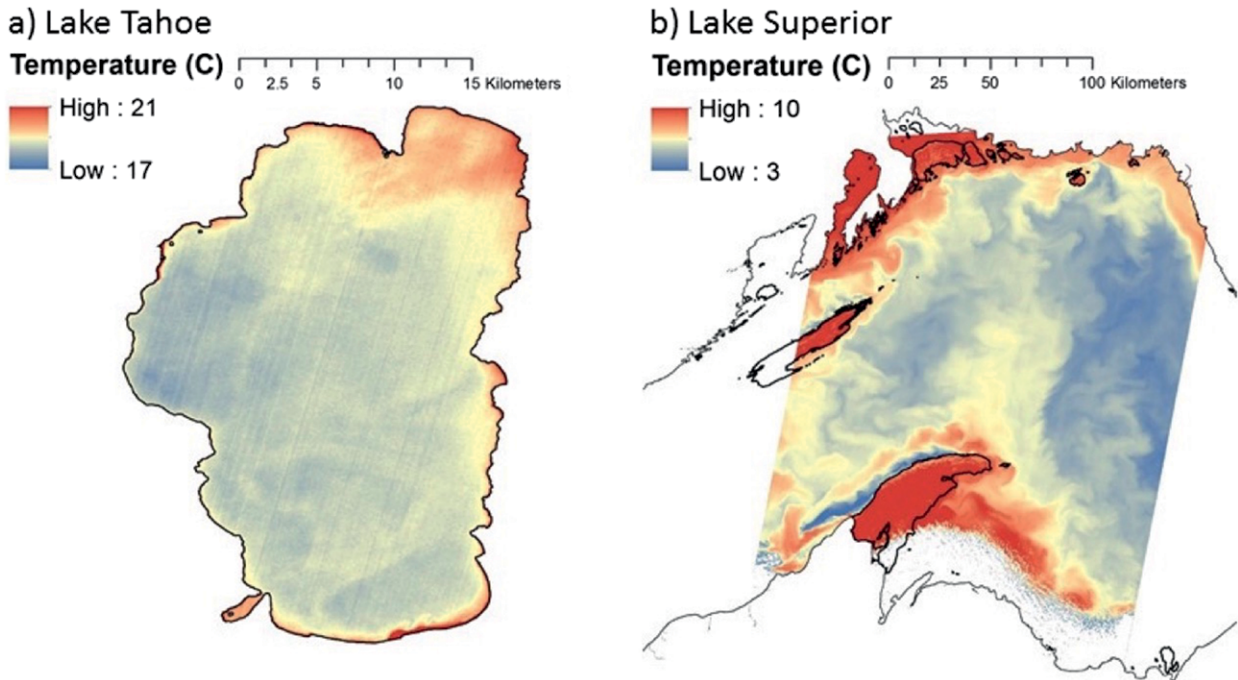 a) Lake Tahoe
Temperature (C)
0 2.5 5 10 15 Kilometers
High : 21
Low : 17
b) Lake Superior
Temperature (C)
0 25 50 100 Kilometers
High : 10
Low : 3